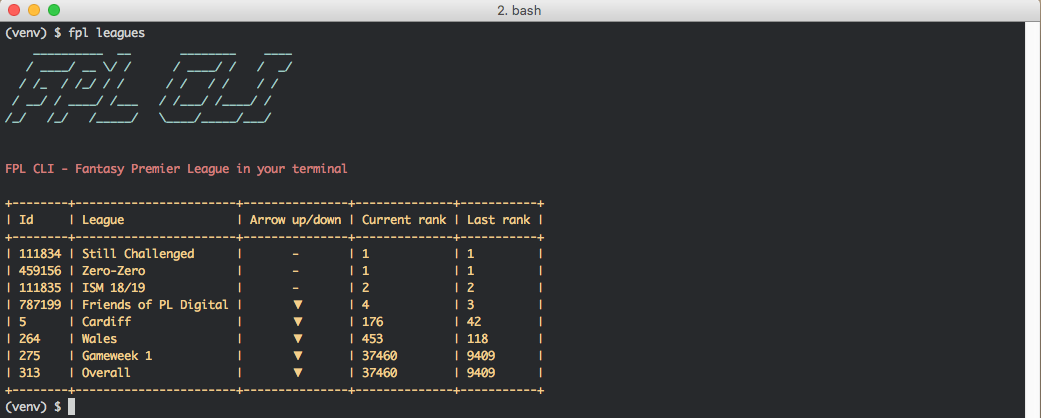 2. bash
(venv) $ fpl leagues
FPL CLI
FPL CLI - Fantasy Premier League in your terminal
+--------+-----------------------+---------------+--------------+-----------+
| Id     | League                | Arrow up/down | Current rank | Last rank |
+--------+-----------------------+---------------+--------------+-----------+
| 111834 | Still Challenged      |       -       | 1            | 1         |
| 459156 | Zero-Zero             |       -       | 1            | 1         |
| 111835 | ISM 18/19             |       -       | 2            | 2         |
| 787199 | Friends of PL Digital |       ▼       | 4            | 3         |
| 5      | Cardiff               |       ▼       | 176          | 42        |
| 264    | Wales                 |       ▼       | 453          | 118       |
| 275    | Gameweek 1            |       ▼       | 37460        | 9409      |
| 313    | Overall               |       ▼       | 37460        | 9409      |
+--------+-----------------------+---------------+--------------+-----------+
(venv) $